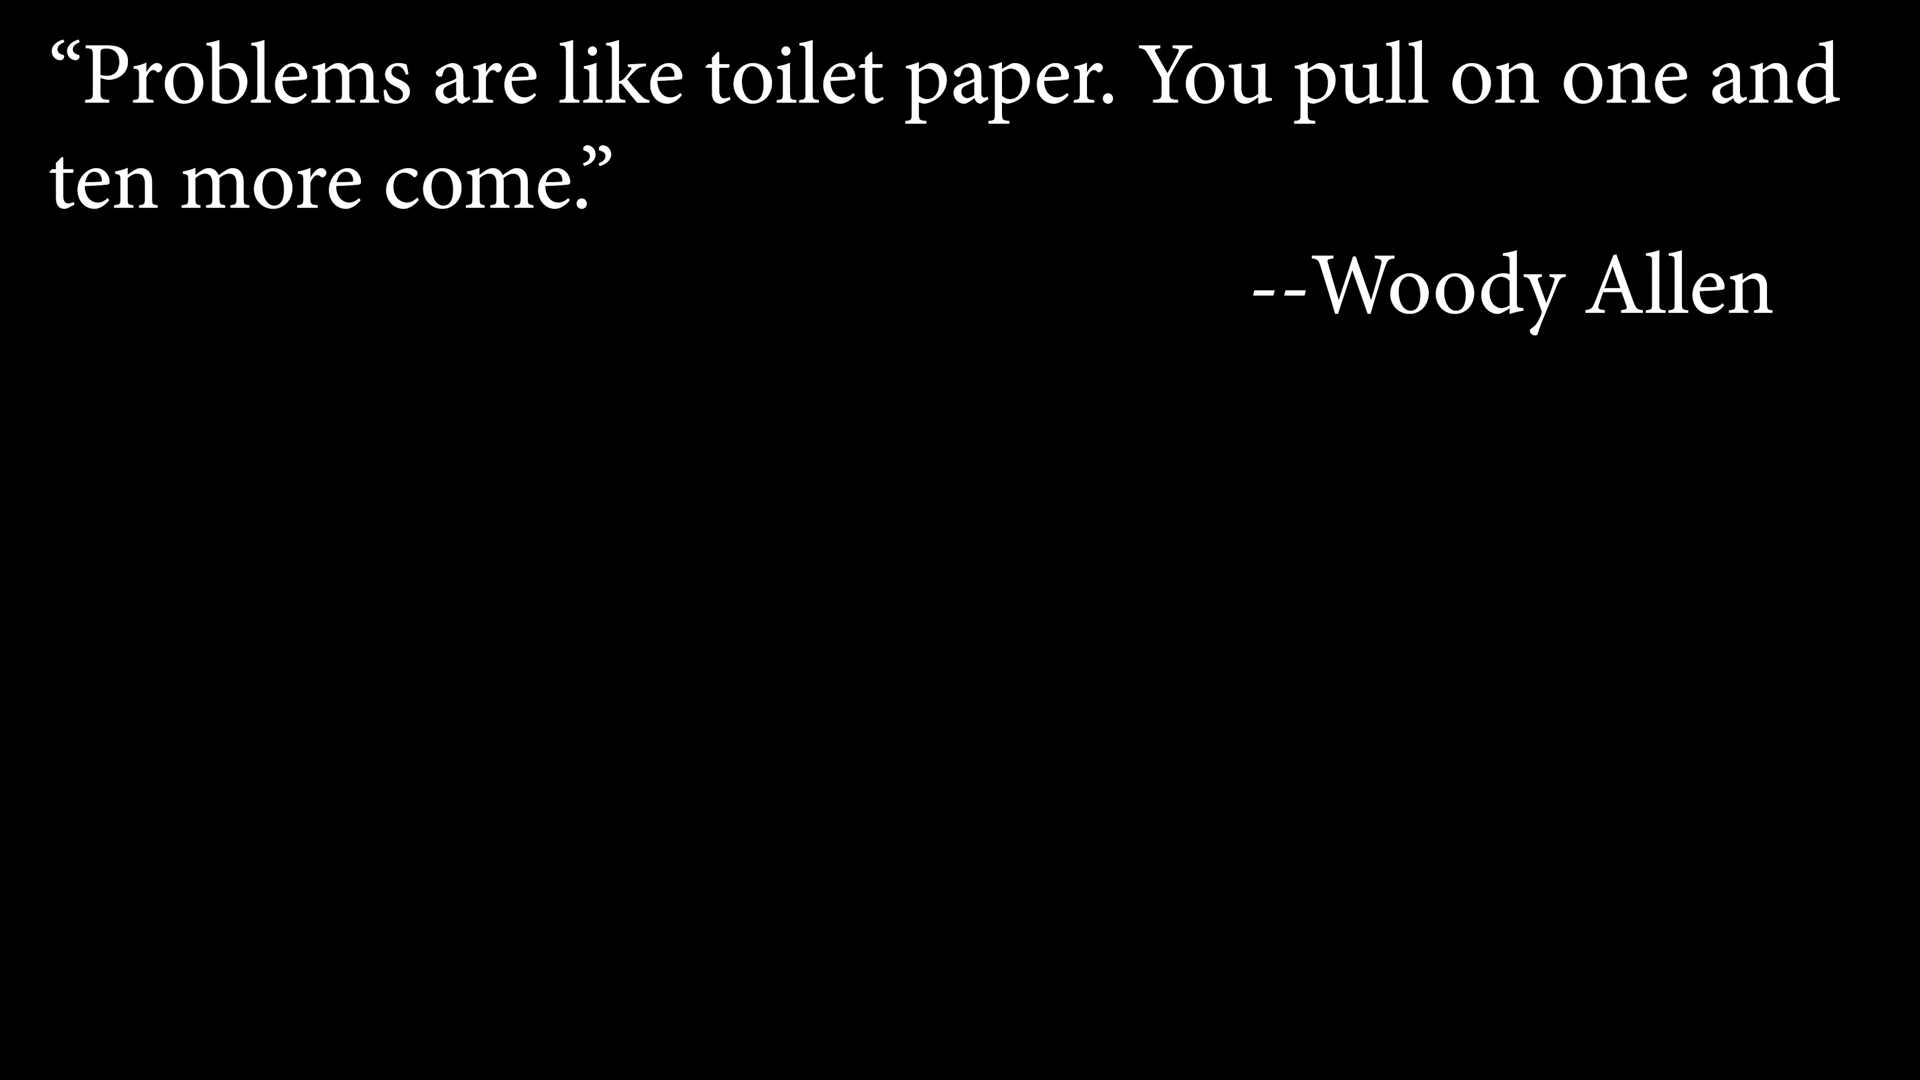 “Problems are like toilet paper. You pull on one and
ten more come.”
--Woody Allen